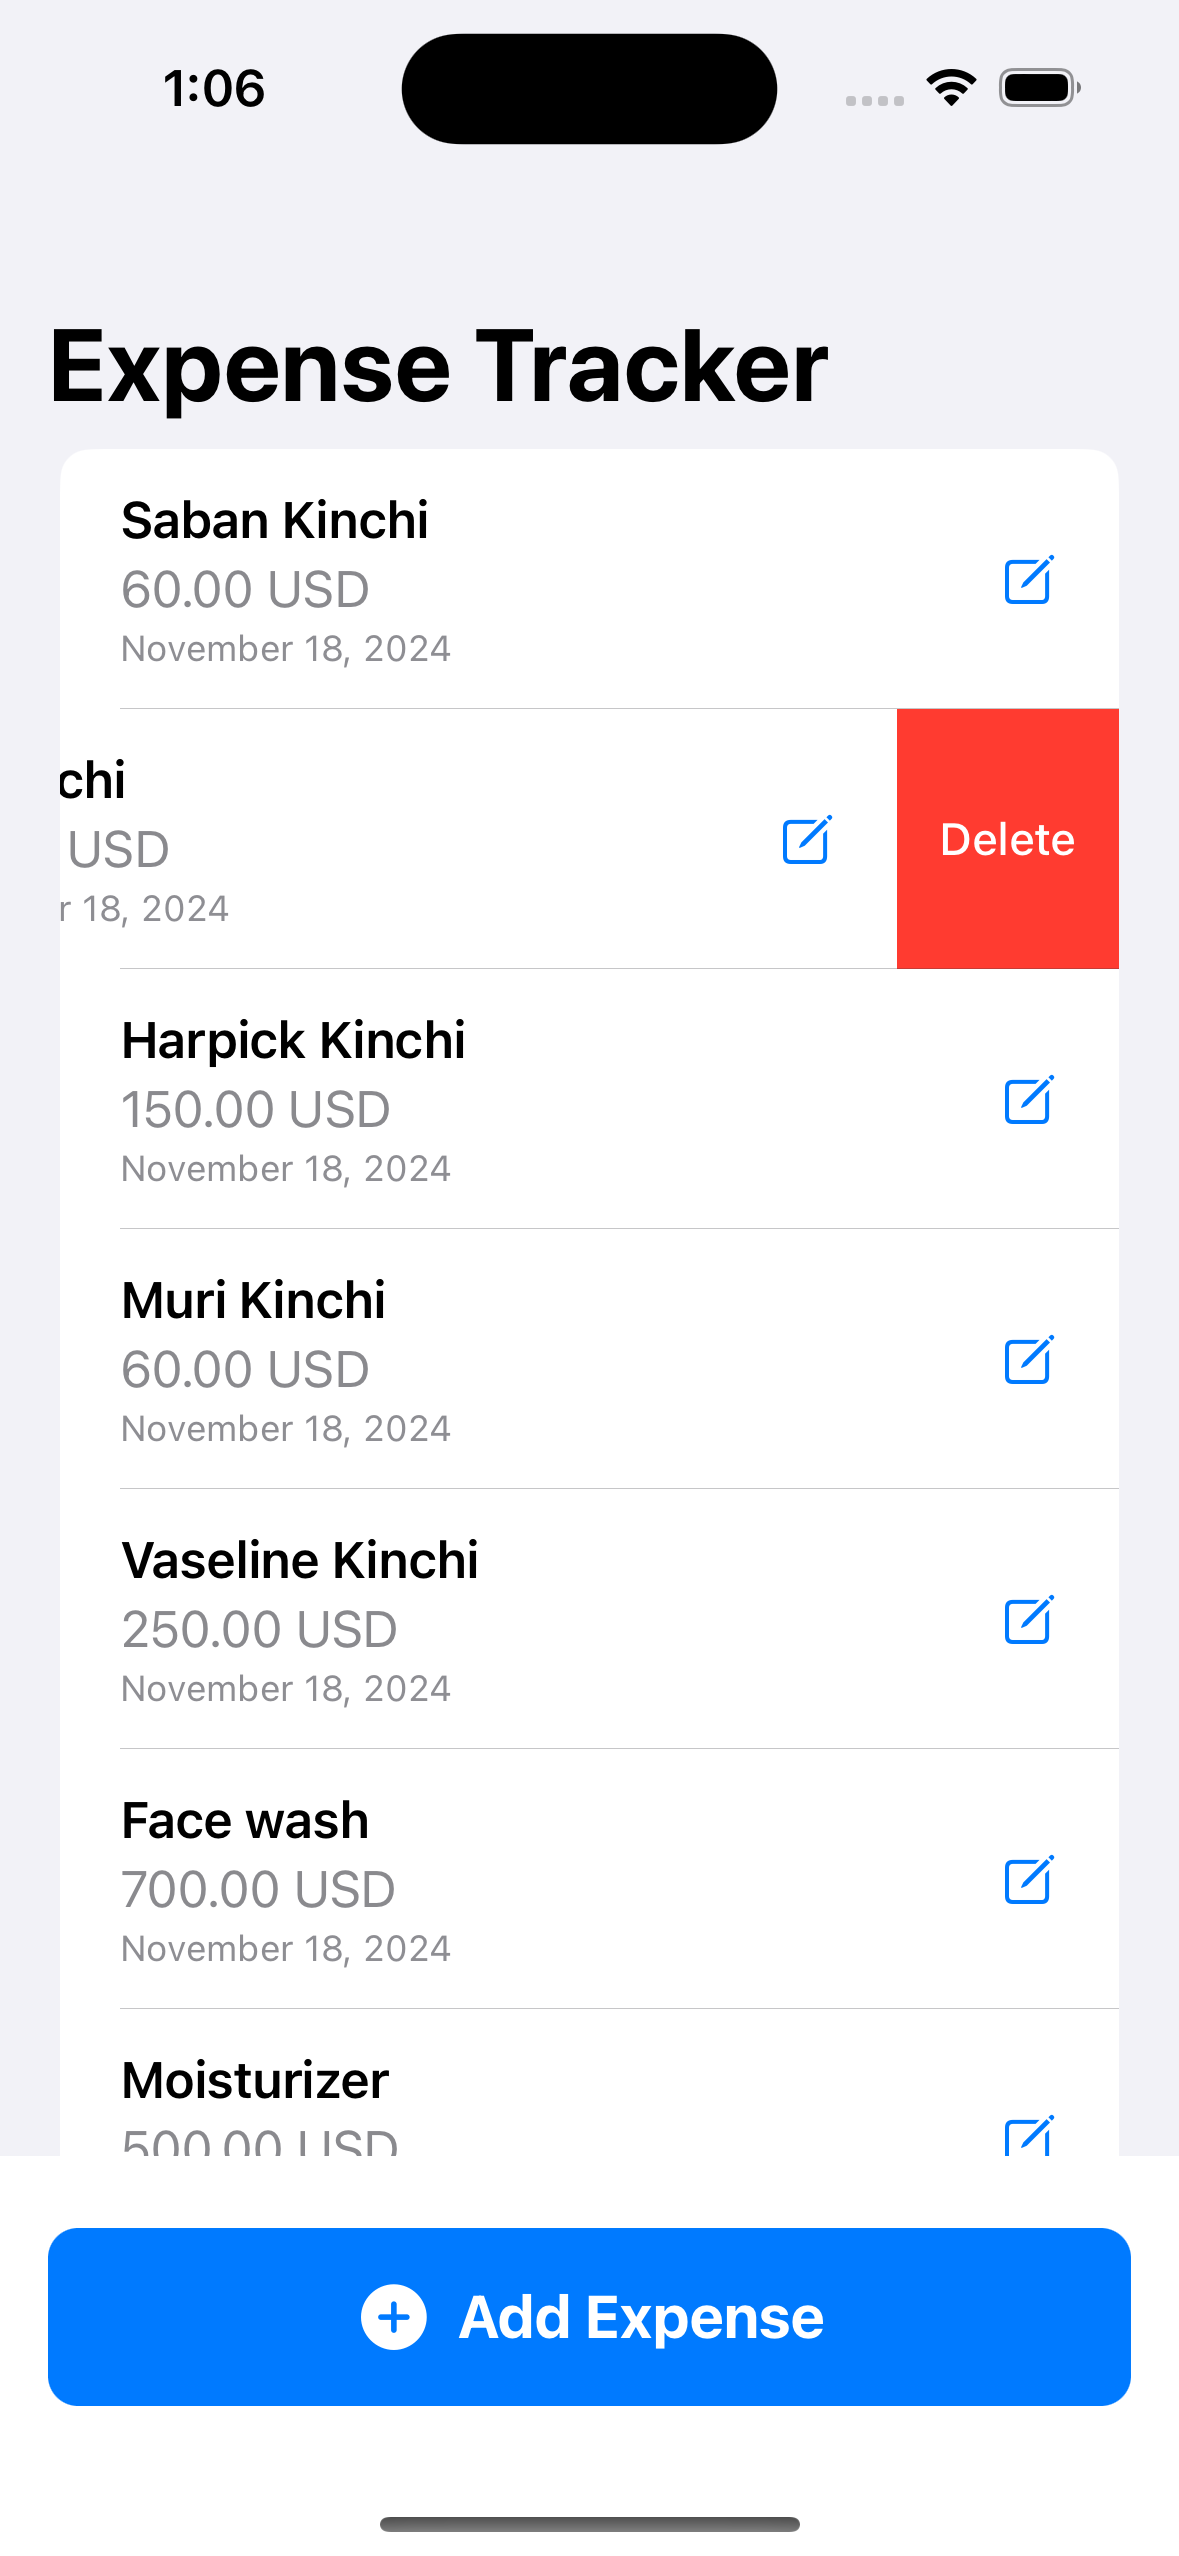 1:06
Expense Tracker
Saban Kinchi
60.00 USD
November 18, 2024
chi
USD
r 18, 2024
Delete
Harpick Kinchi
150.00 USD
November 18, 2024
Muri Kinchi
60.00 USD
November 18, 2024
Vaseline Kinchi
250.00 USD
November 18, 2024
Face wash
700.00 USD
November 18, 2024
Moisturizer
500.00 USD
Add Expense